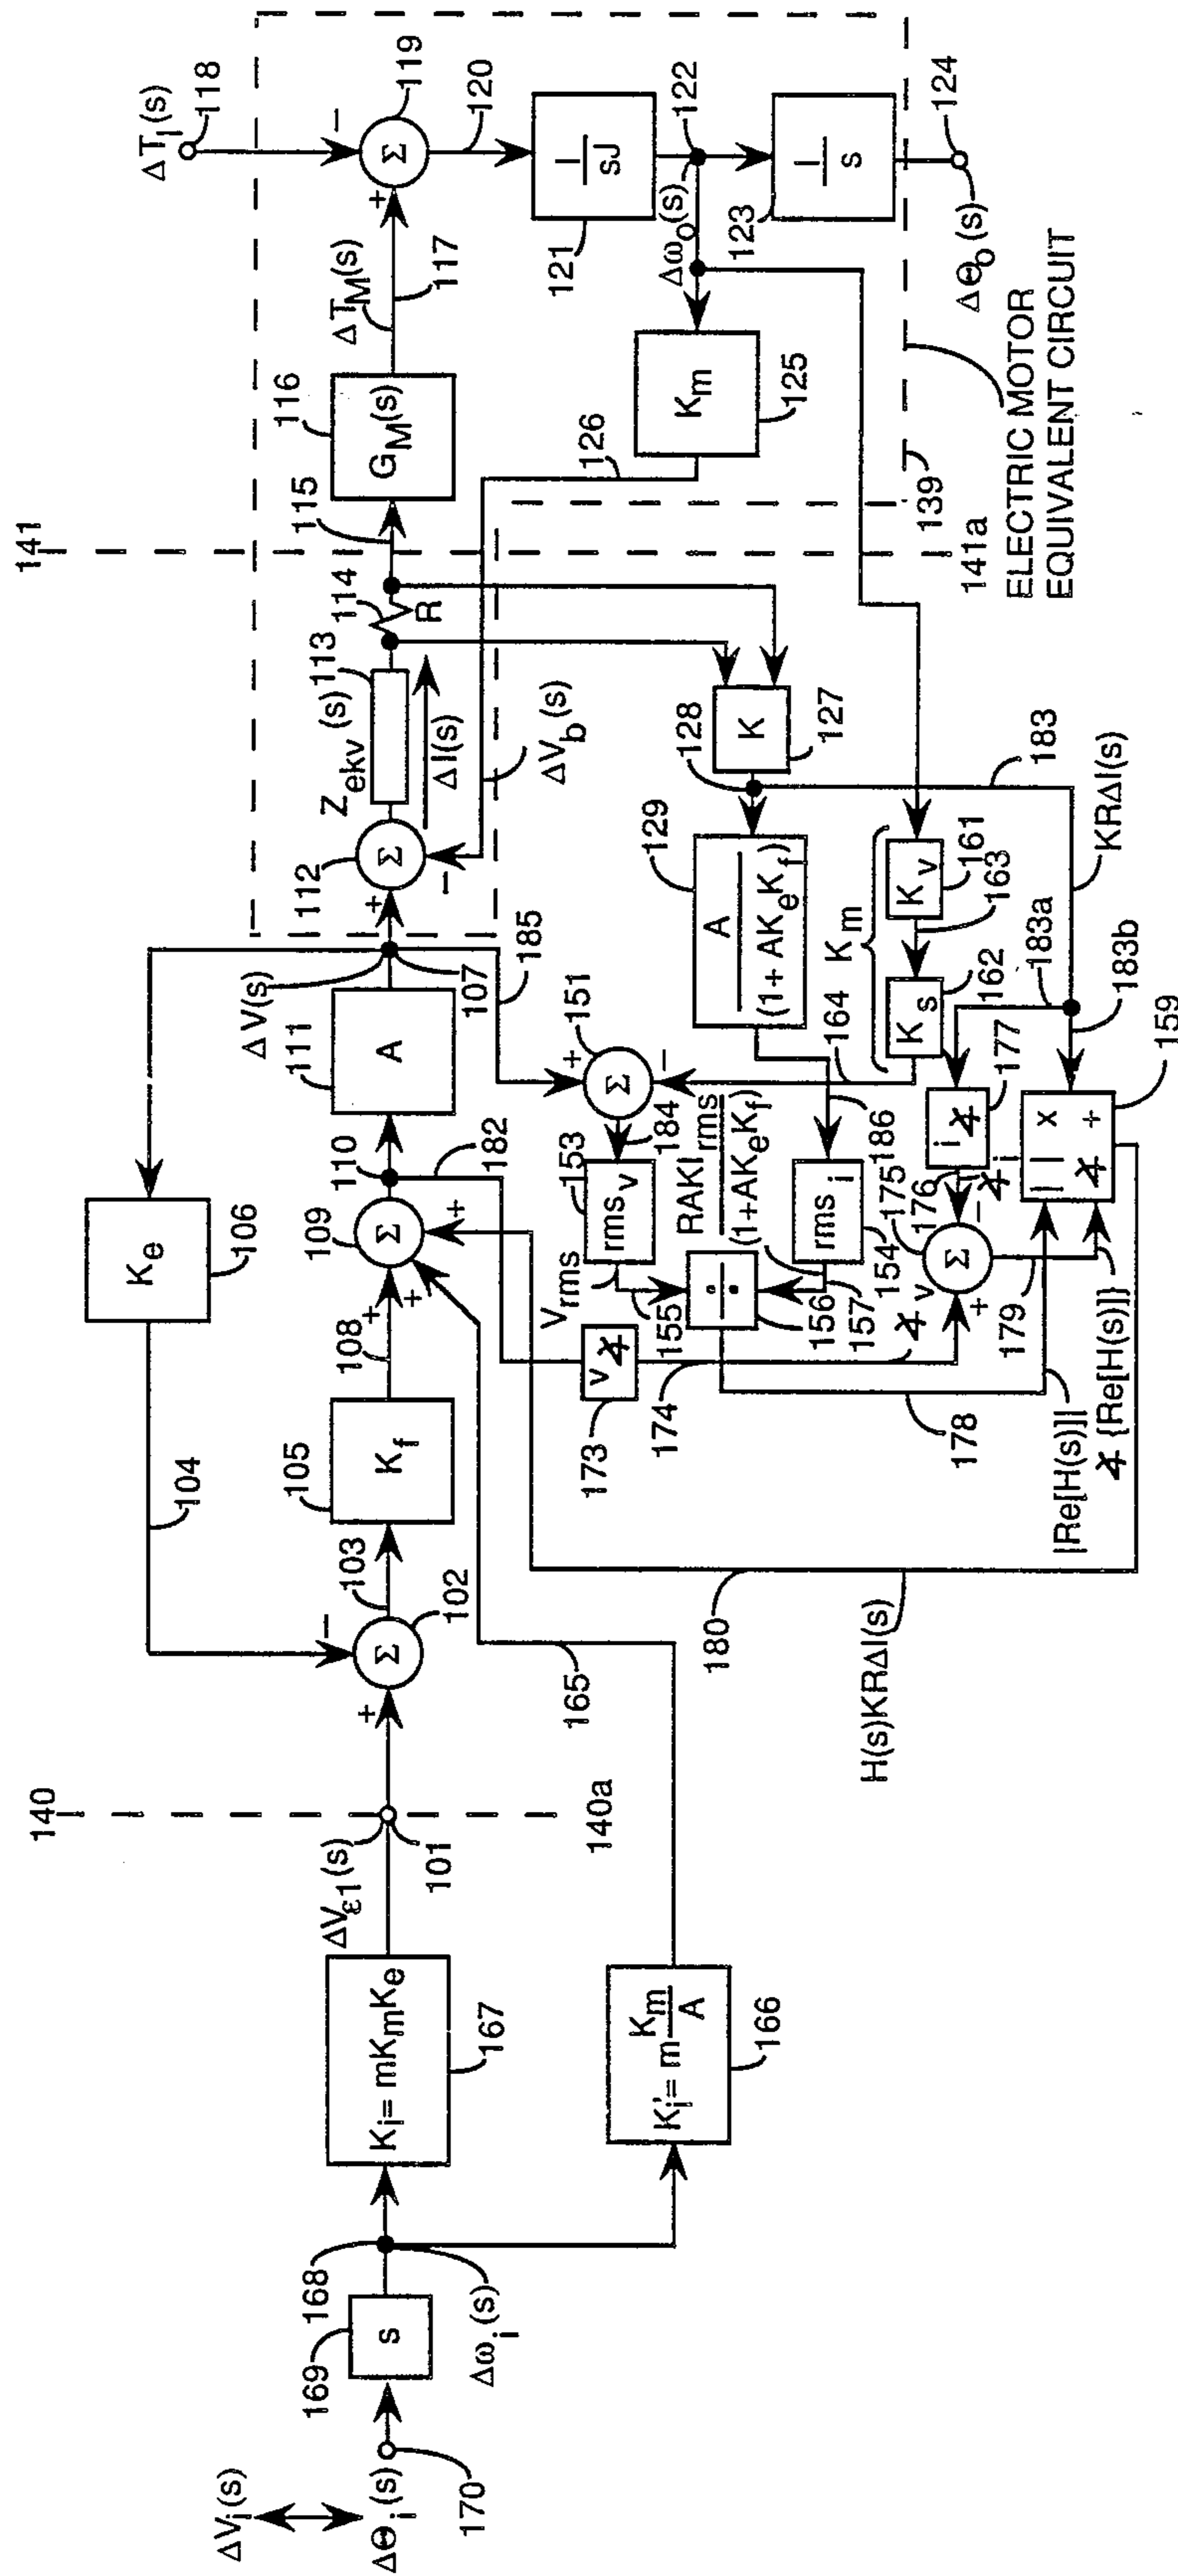 ΔV_i(s)
ΔΘ_i(s)
170
169
s
168
Δω_i(s)
K_i = mK_mK_e
167
K_i' = m K_m/A
166
165
140
140a
ΔV_ε1(s)
101
+
−
Σ
102
103
104
105
K_f
108
K_e
106
+
+
+
Σ
109
110
182
111
A
ΔV(s)
107
185
112
+
−
Σ
Z_ekv(s)
113
ΔI(s)
114
R
ΔV_b(s)
115
116
G_M(s)
ΔT_M(s)
117
ΔT_l(s)
118
+
−
Σ
119
120
l/sJ
121
Δω_o(s)
122
l/s
123
124
ΔΘ_o(s)
K_m
125
126
141
141a
139
ELECTRIC MOTOR
EQUIVALENT CIRCUIT
K
127
128
129
A/(1+ AK_eK_f)
183
KRΔI(s)
183a
183b
161
K_v
163
K_m
K_s
162
164
151
+
−
Σ
184
153
rms_v
V_rms
155
156
RAKI_rms/(1+AK_eK_f)
186
rms_i
154
157
v∡
173
174
∡v
i∡
177
176
∡i
175
+
−
Σ
179
| | x
∡ +
159
178
|Re[H(s)]|
∡ {Re[H(s)]}
180
H(s)KRΔI(s)